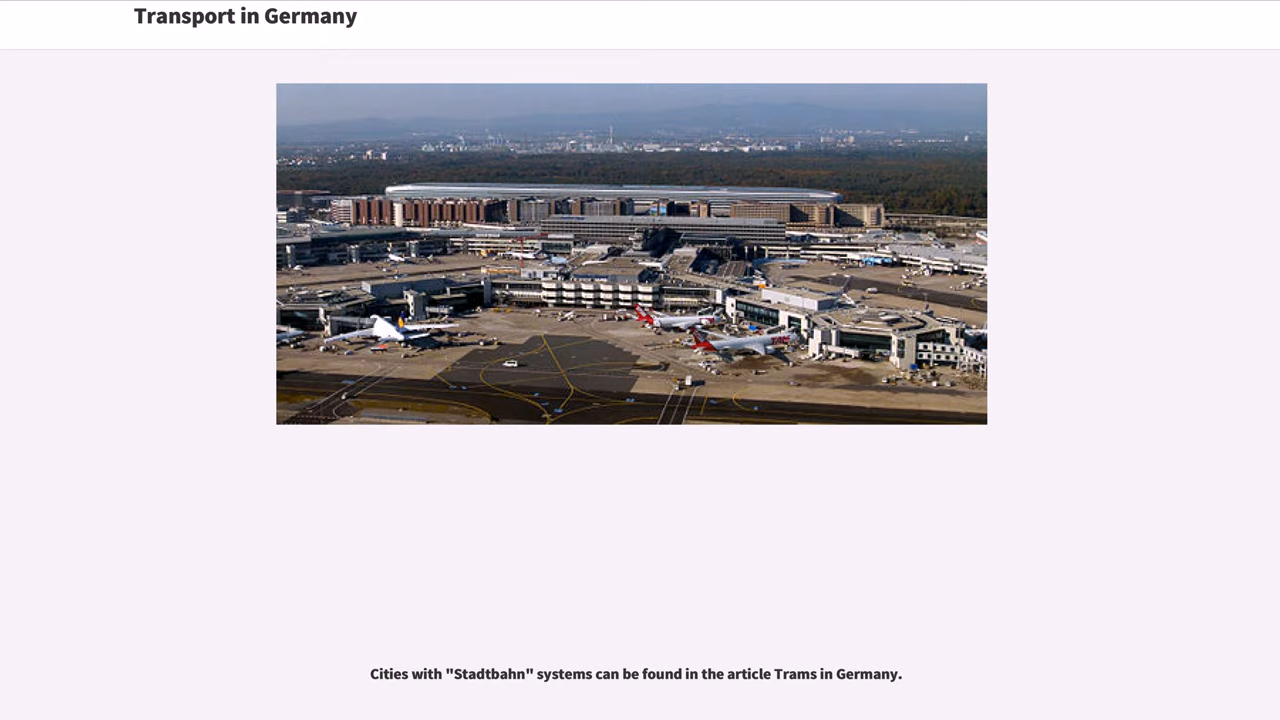 Transport in Germany
Cities with "Stadtbahn" systems can be found in the article Trams in Germany.